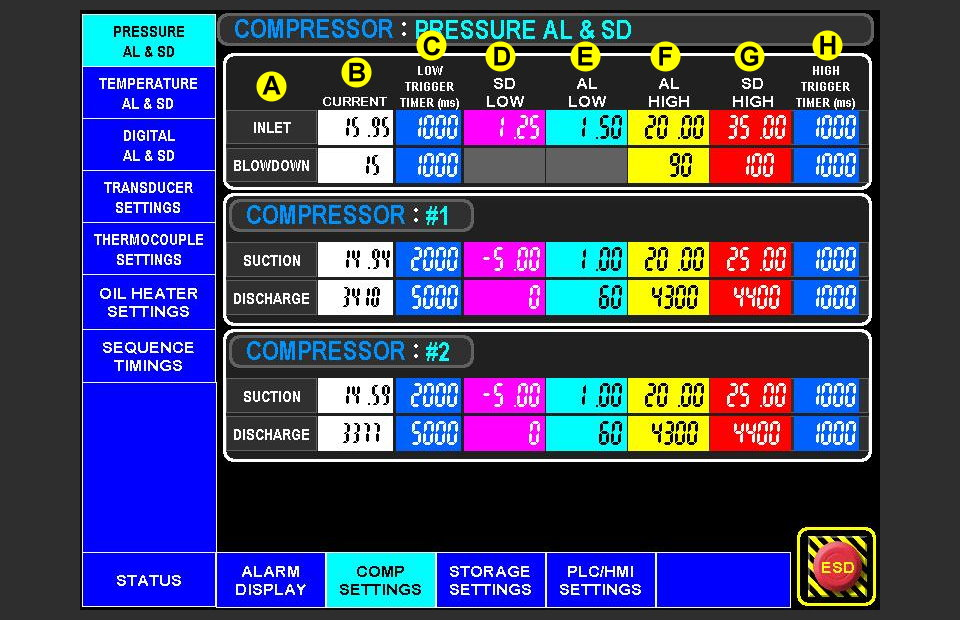 PRESSURE
AL & SD
TEMPERATURE
AL & SD
DIGITAL
AL & SD
TRANSDUCER
SETTINGS
THERMOCOUPLE
SETTINGS
OIL HEATER
SETTINGS
SEQUENCE
TIMINGS
STATUS
COMPRESSOR : PRESSURE AL & SD
A B C D E F G H
CURRENT
LOW
TRIGGER
TIMER (ms)
SD
LOW
AL
LOW
AL
HIGH
SD
HIGH
HIGH
TRIGGER
TIMER (ms)
INLET 15.95 1000 1.25 1.50 20.00 35.00 1000
BLOWDOWN 15 1000 90 100 1000
COMPRESSOR : #1
SUCTION 14.94 2000 -5.00 1.00 20.00 25.00 1000
DISCHARGE 3410 5000 0 60 4300 4400 1000
COMPRESSOR : #2
SUCTION 14.59 2000 -5.00 1.00 20.00 25.00 1000
DISCHARGE 3377 5000 0 60 4300 4400 1000
ALARM
DISPLAY
COMP
SETTINGS
STORAGE
SETTINGS
PLC/HMI
SETTINGS
ESD